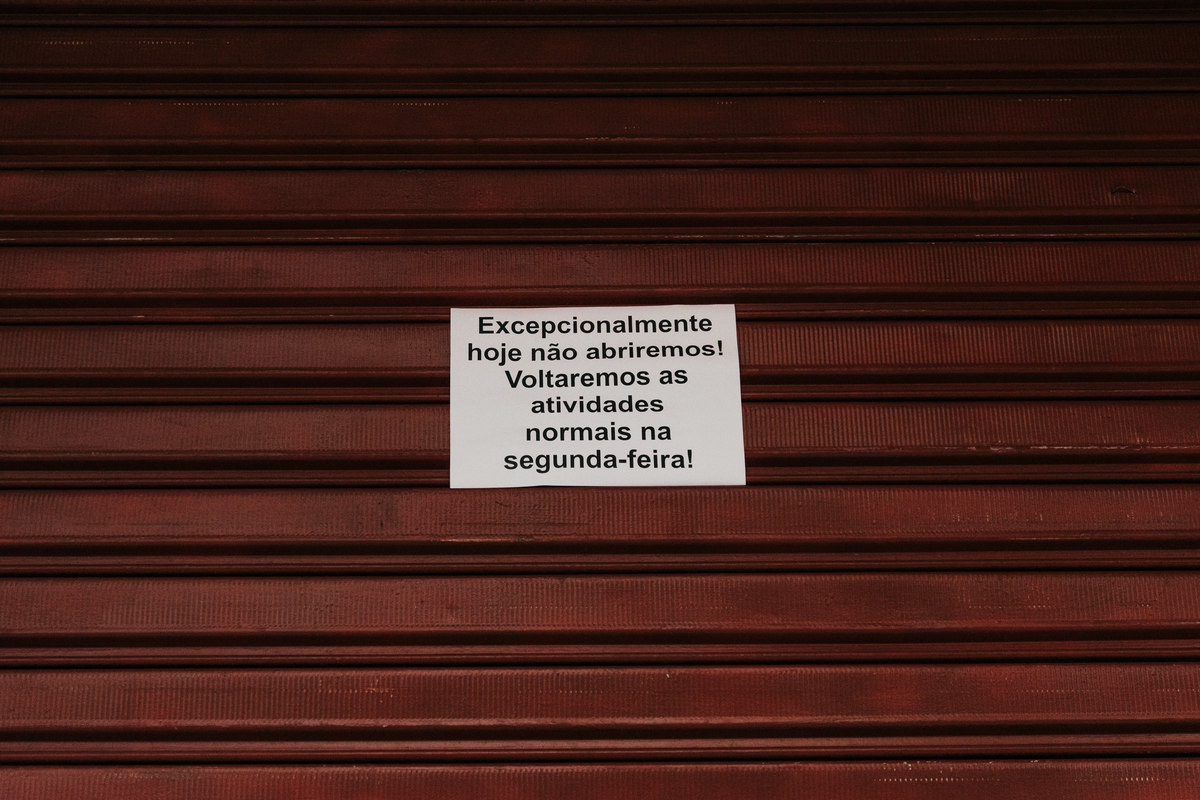 Excepcionalmente
hoje não abriremos!
Voltaremos as
atividades
normais na
segunda-feira!